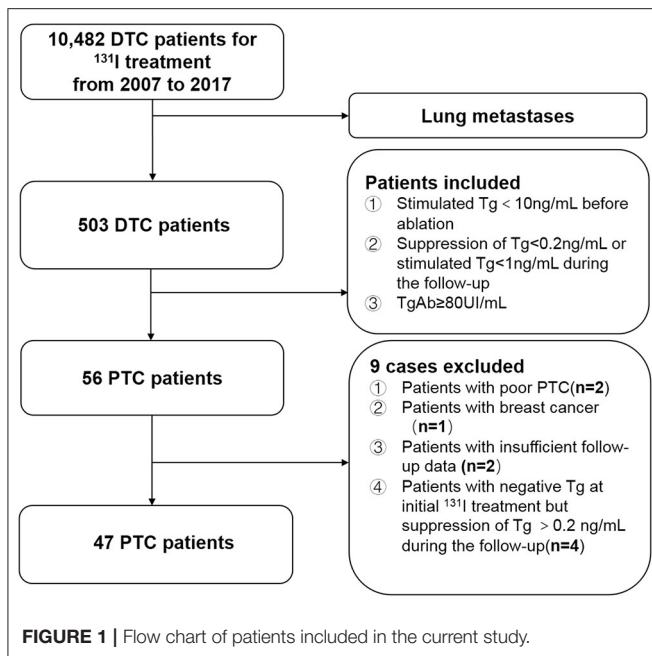 10,482 DTC patients for
¹³¹I treatment
from 2007 to 2017
Lung metastases
503 DTC patients
Patients included
① Stimulated Tg < 10ng/mL before
ablation
② Suppression of Tg<0.2ng/mL or
stimulated Tg<1ng/mL during
the follow-up
③ TgAb≥80UI/mL
56 PTC patients
9 cases excluded
① Patients with poor PTC(n=2)
② Patients with breast cancer
(n=1)
③ Patients with insufficient follow-
up data (n=2)
④ Patients with negative Tg at
initial ¹³¹I treatment but
suppression of Tg > 0.2 ng/mL
during the follow-up(n=4)
47 PTC patients
FIGURE 1 | Flow chart of patients included in the current study.